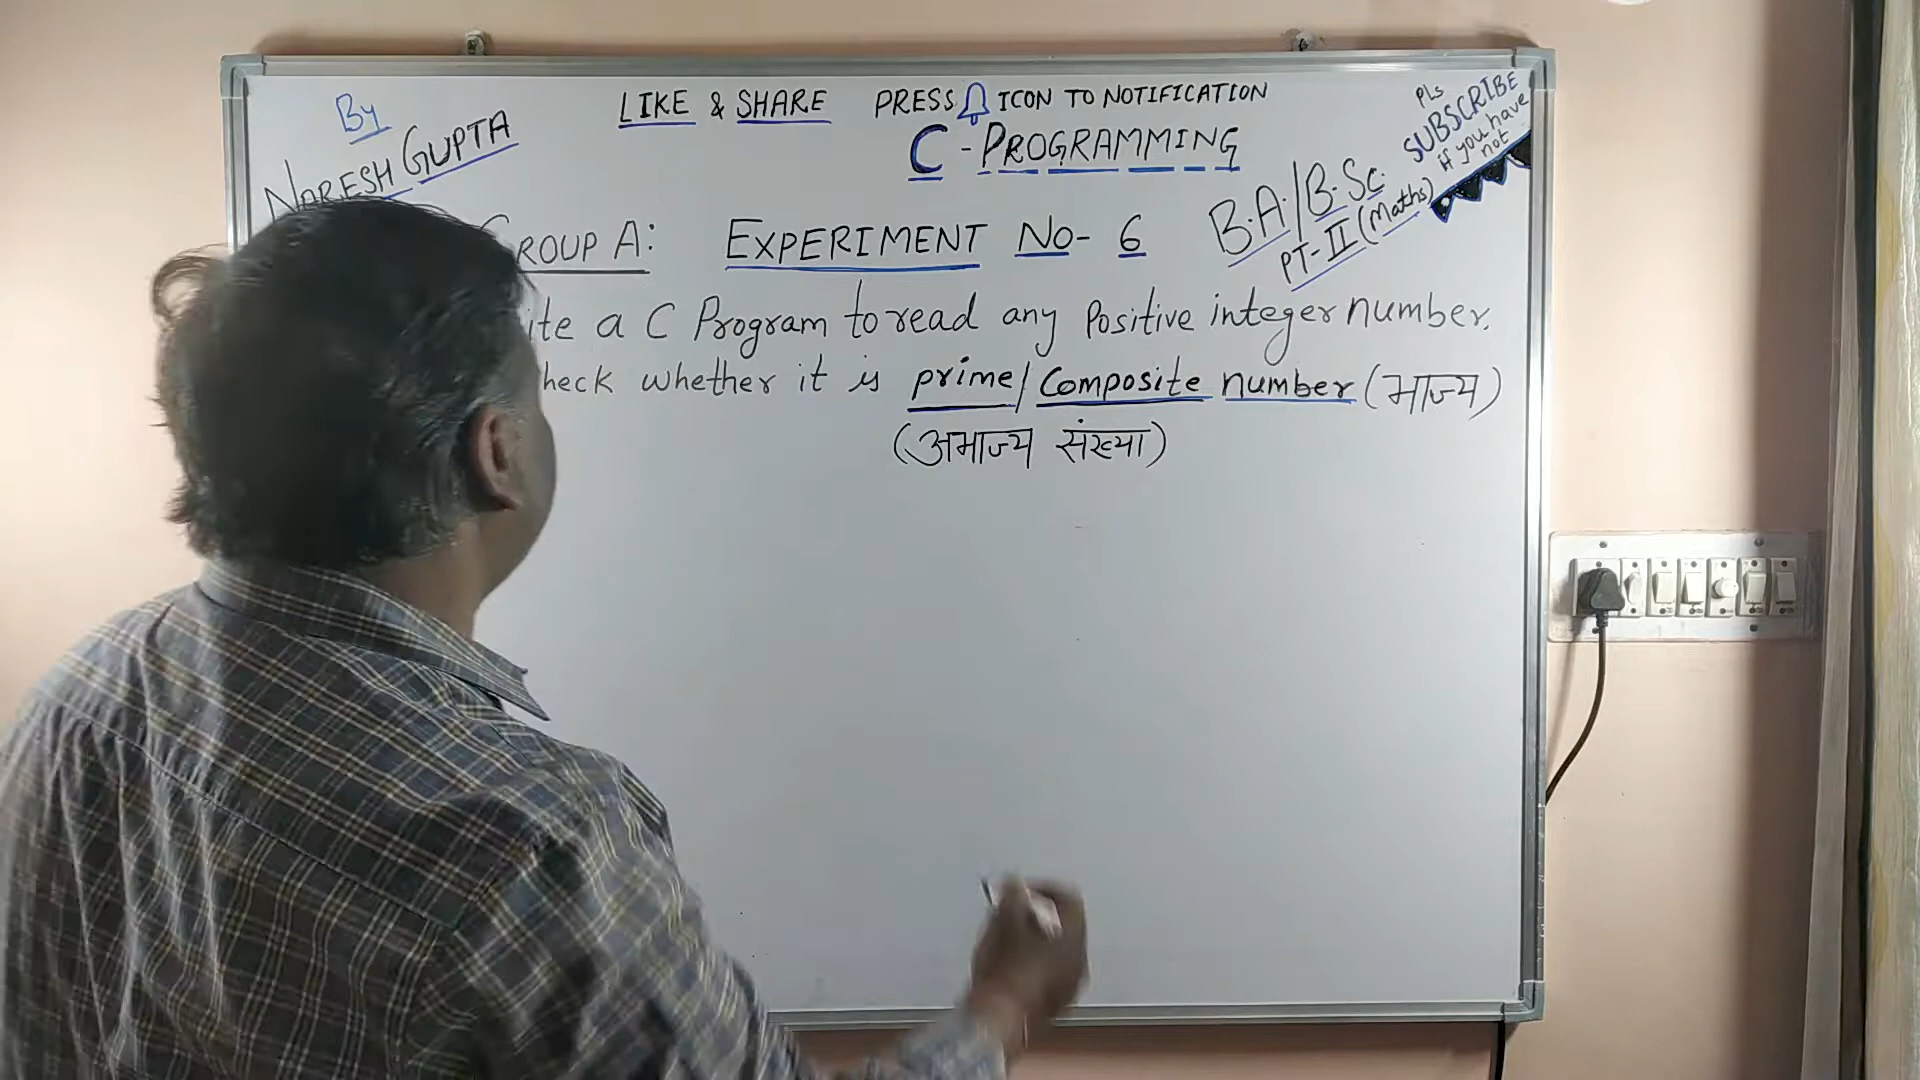 By
NARESH GUPTA
LIKE & SHARE PRESS ICON TO NOTIFICATION
C - PROGRAMMING
PLS
SUBSCRIBE
if you have
not
GROUP A: EXPERIMENT NO- 6
B.A./B.Sc.
PT-II (Maths)
a C Program to read any Positive integer number.
whether it is prime/Composite number (भाज्य)
(अभाज्य संख्या)